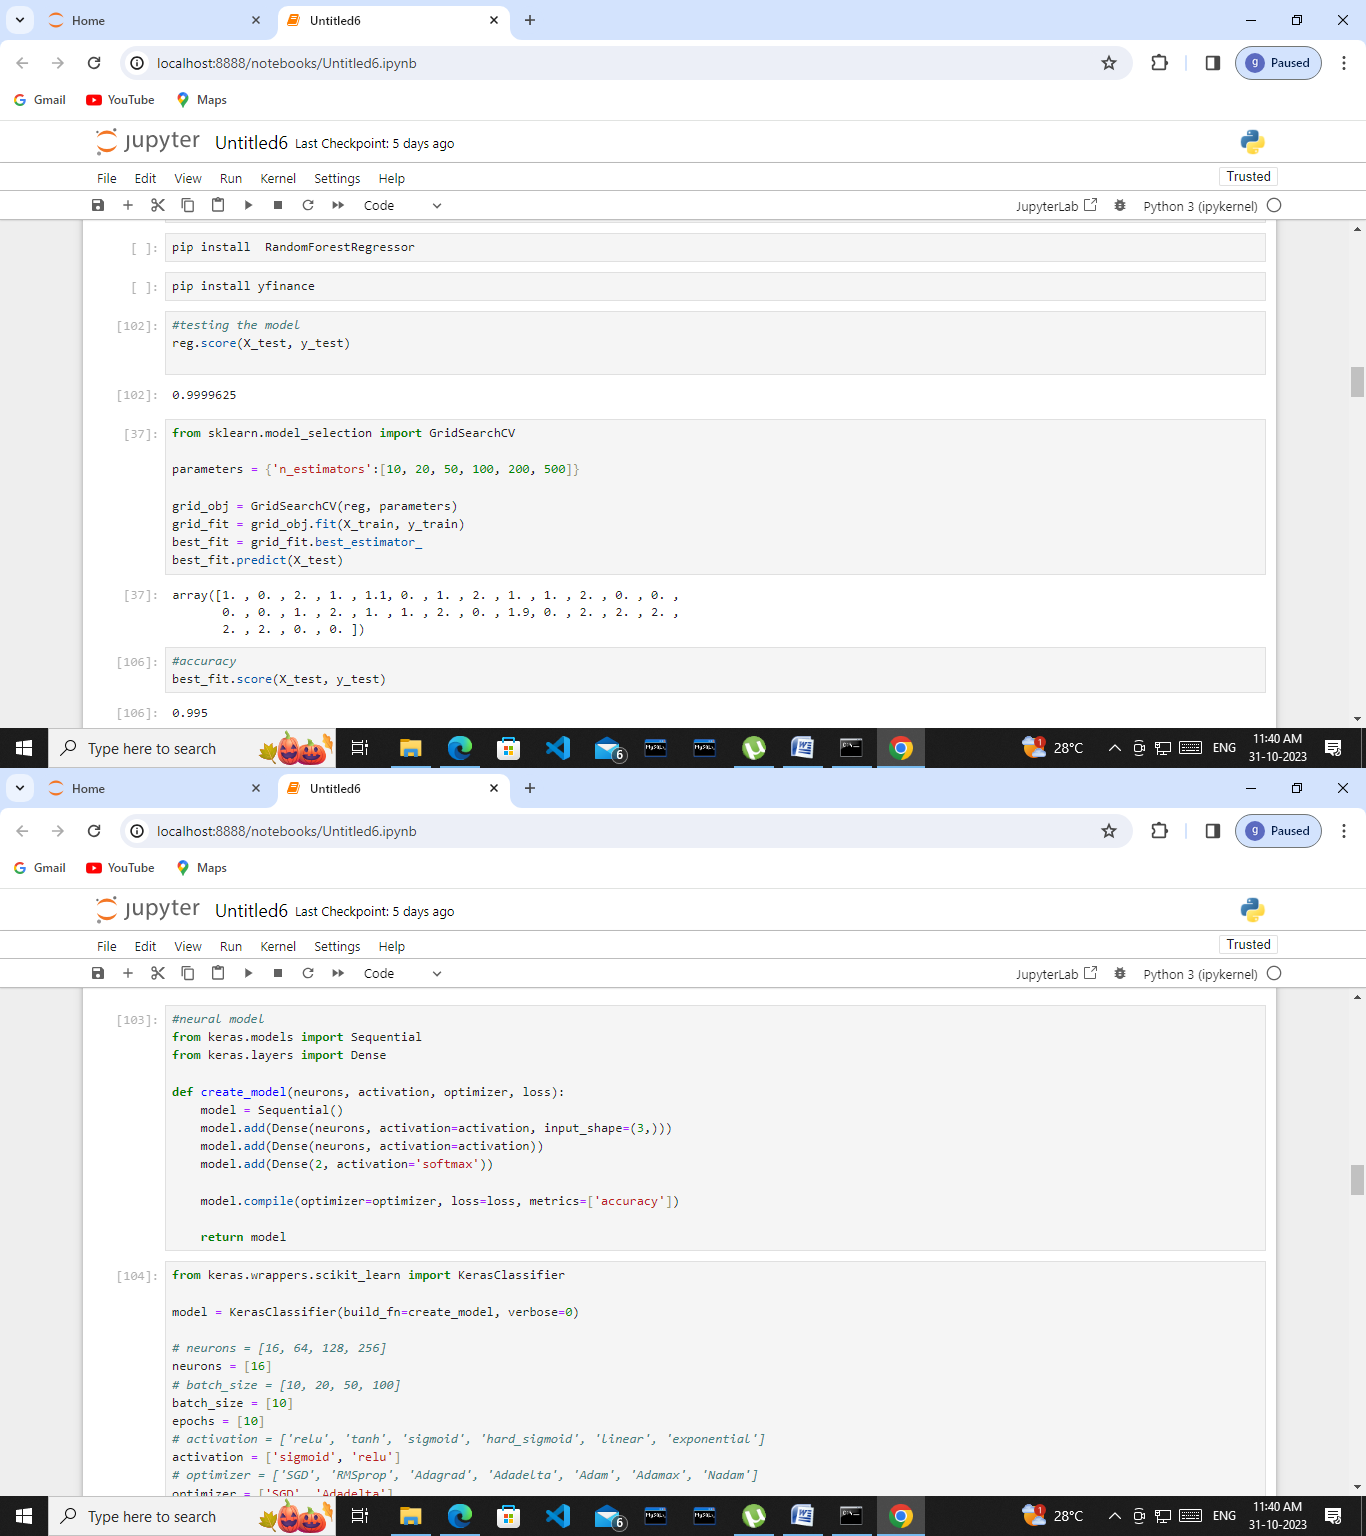 Home
Untitled6
localhost:8888/notebooks/Untitled6.ipynb
g Paused
Gmail YouTube Maps
jupyter Untitled6 Last Checkpoint: 5 days ago
File Edit View Run Kernel Settings Help
Trusted
Code
JupyterLab Python 3 (ipykernel)
[ ]: pip install  RandomForestRegressor
[ ]: pip install yfinance
[102]: #testing the model
reg.score(X_test, y_test)
[102]: 0.9999625
[37]: from sklearn.model_selection import GridSearchCV
parameters = {'n_estimators':[10, 20, 50, 100, 200, 500]}
grid_obj = GridSearchCV(reg, parameters)
grid_fit = grid_obj.fit(X_train, y_train)
best_fit = grid_fit.best_estimator_
best_fit.predict(X_test)
[37]: array([1. , 0. , 2. , 1. , 1.1, 0. , 1. , 2. , 1. , 1. , 2. , 0. , 0. ,
0. , 0. , 1. , 2. , 1. , 1. , 2. , 0. , 1.9, 0. , 2. , 2. , 2. ,
2. , 2. , 0. , 0. ])
[106]: #accuracy
best_fit.score(X_test, y_test)
[106]: 0.995
Type here to search
6
MySQL
MySQL
1
28°C
ENG
11:40 AM
31-10-2023
Home
Untitled6
localhost:8888/notebooks/Untitled6.ipynb
g Paused
Gmail YouTube Maps
jupyter Untitled6 Last Checkpoint: 5 days ago
File Edit View Run Kernel Settings Help
Trusted
Code
JupyterLab Python 3 (ipykernel)
[103]: #neural model
from keras.models import Sequential
from keras.layers import Dense
def create_model(neurons, activation, optimizer, loss):
model = Sequential()
model.add(Dense(neurons, activation=activation, input_shape=(3,)))
model.add(Dense(neurons, activation=activation))
model.add(Dense(2, activation='softmax'))
model.compile(optimizer=optimizer, loss=loss, metrics=['accuracy'])
return model
[104]: from keras.wrappers.scikit_learn import KerasClassifier
model = KerasClassifier(build_fn=create_model, verbose=0)
# neurons = [16, 64, 128, 256]
neurons = [16]
# batch_size = [10, 20, 50, 100]
batch_size = [10]
epochs = [10]
# activation = ['relu', 'tanh', 'sigmoid', 'hard_sigmoid', 'linear', 'exponential']
activation = ['sigmoid', 'relu']
# optimizer = ['SGD', 'RMSprop', 'Adagrad', 'Adadelta', 'Adam', 'Adamax', 'Nadam']
optimizer = ['SGD', 'Adadelta']
Type here to search
6
MySQL
MySQL
1
28°C
ENG
11:40 AM
31-10-2023